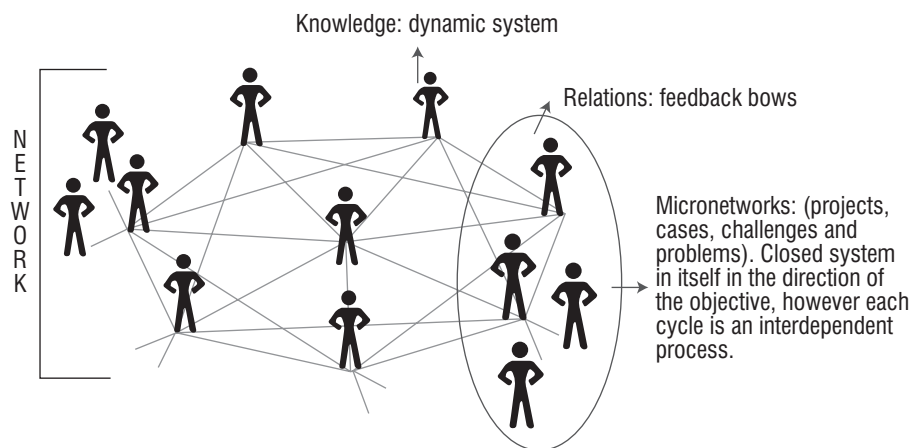 Knowledge: dynamic system
Relations: feedback bows
NETWORK
Micronetworks: (projects,
cases, challenges and
problems). Closed system
in itself in the direction of
the objective, however each
cycle is an interdependent
process.